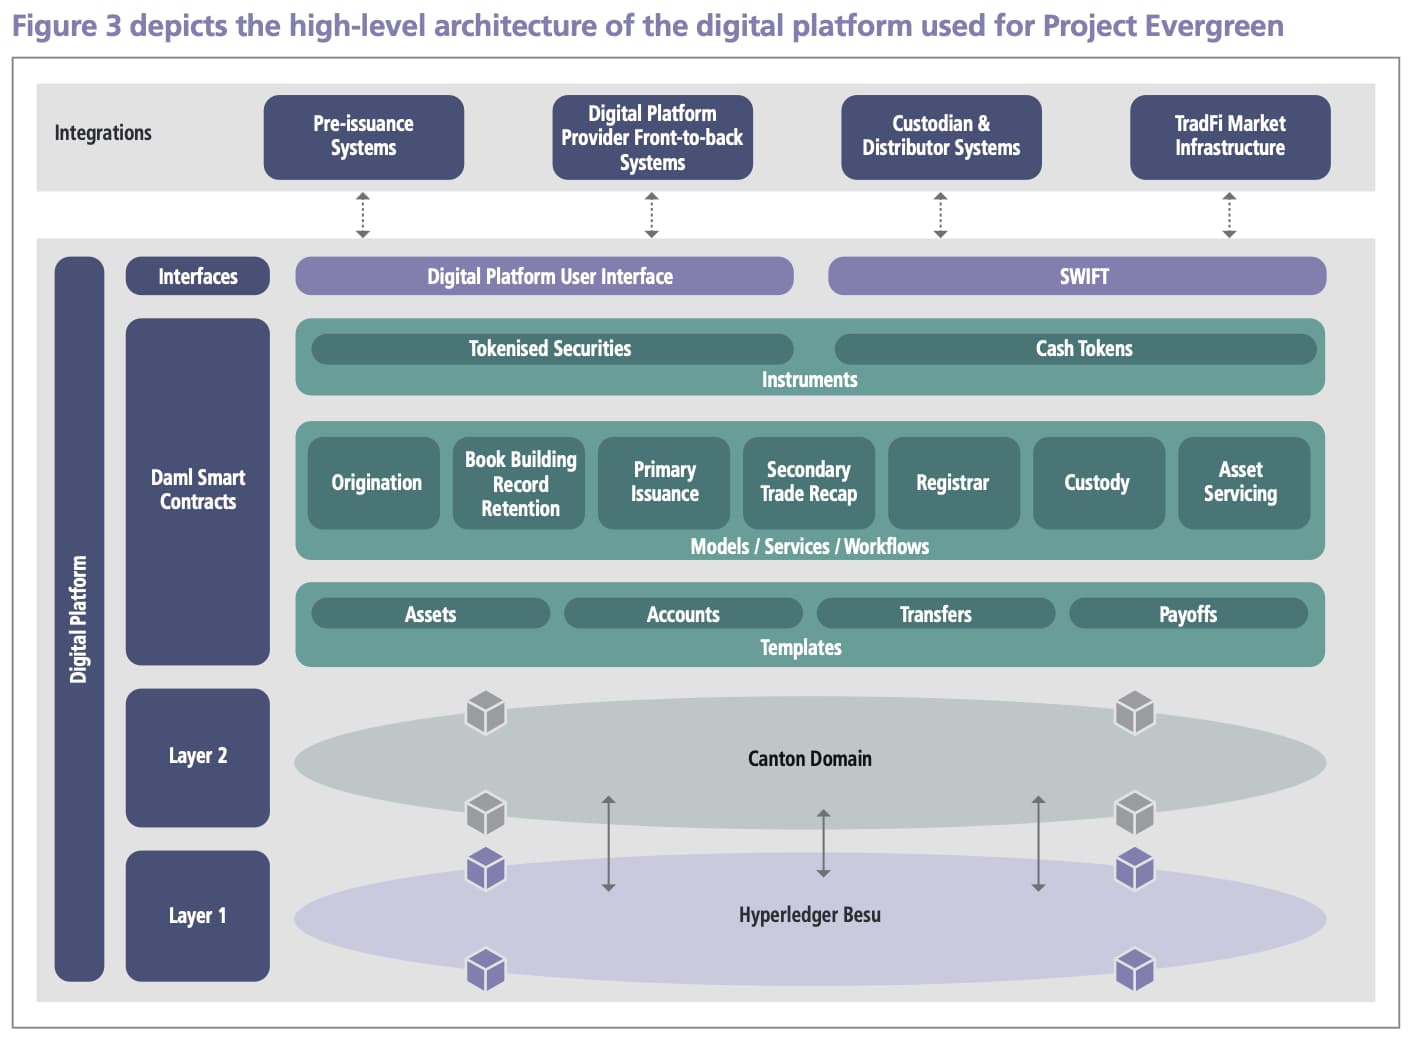 Figure 3 depicts the high-level architecture of the digital platform used for Project Evergreen
Integrations
Pre-issuance
Systems
Digital Platform
Provider Front-to-back
Systems
Custodian &
Distributor Systems
TradFi Market
Infrastructure
Digital Platform
Interfaces
Digital Platform User Interface
SWIFT
Daml Smart
Contracts
Tokenised Securities
Cash Tokens
Instruments
Origination
Book Building
Record
Retention
Primary
Issuance
Secondary
Trade Recap
Registrar
Custody
Asset
Servicing
Models / Services / Workflows
Assets
Accounts
Transfers
Payoffs
Templates
Layer 2
Canton Domain
Layer 1
Hyperledger Besu